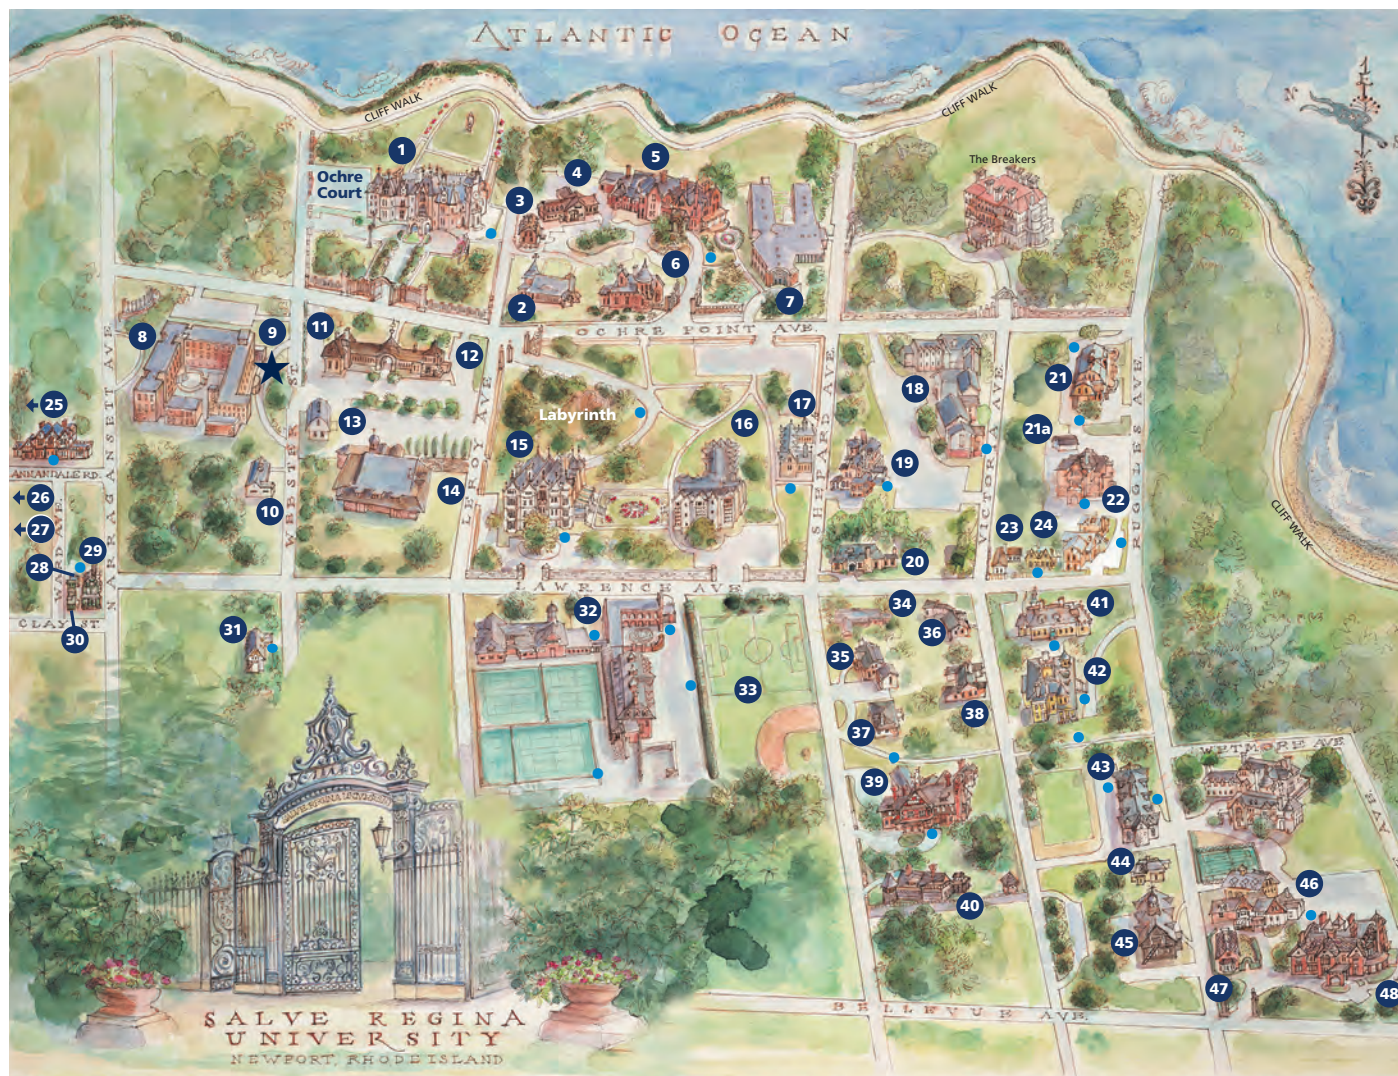 ATLANTIC OCEAN
CLIFF WALK
CLIFF WALK
N
The Breakers
1
Ochre
Court
5
4
3
6
2
7
OCHRE POINT AVE.
8
9
11
12
NARRAGANSETT AVE.
WEBSTER ST.
LEROY AVE
SHEPARD AVE.
VICTORIA AVE.
RUGGLES AVE.
25
13
Labyrinth
15
16
17
18
21
21a
19
14
10
22
23
24
20
ANNANDALE RD.
26
27
28
29
30
CLAY ST.
CLIFF WALK
LAWRENCE AVE
31
32
33
34
35
36
37
38
39
40
41
42
43
WETMORE AVE
44
45
46
47
48
BELLEVUE AVE.
SALVE REGINA
UNIVERSITY
NEWPORT, RHODE ISLAND